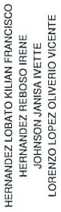 HERNANDEZ LOBATO KILIAN FRANCISCO
HERNANDEZ REBOSO IRENE
JOHNSON JANISA IVETTE
LORENZO LOPEZ OLIVERIO VICENTE